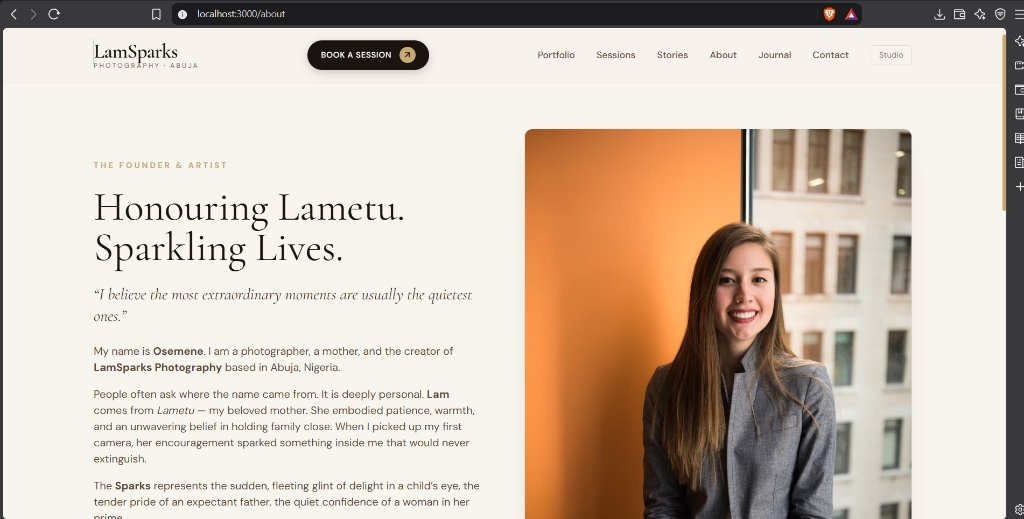 localhost:3000/about
LamSparks
PHOTOGRAPHY · ABUJA
BOOK A SESSION
Portfolio
Sessions
Stories
About
Journal
Contact
Studio
THE FOUNDER & ARTIST
Honouring Lametu.
Sparkling Lives.
“I believe the most extraordinary moments are usually the quietest
ones.”
My name is Osemene. I am a photographer, a mother, and the creator of
LamSparks Photography based in Abuja, Nigeria.
People often ask where the name came from. It is deeply personal. Lam
comes from Lametu — my beloved mother. She embodied patience, warmth,
and an unwavering belief in holding family close. When I picked up my first
camera, her encouragement sparked something inside me that would never
extinguish.
The Sparks represents the sudden, fleeting glint of delight in a child’s eye, the
tender pride of an expectant father, the quiet confidence of a woman in her
prime.